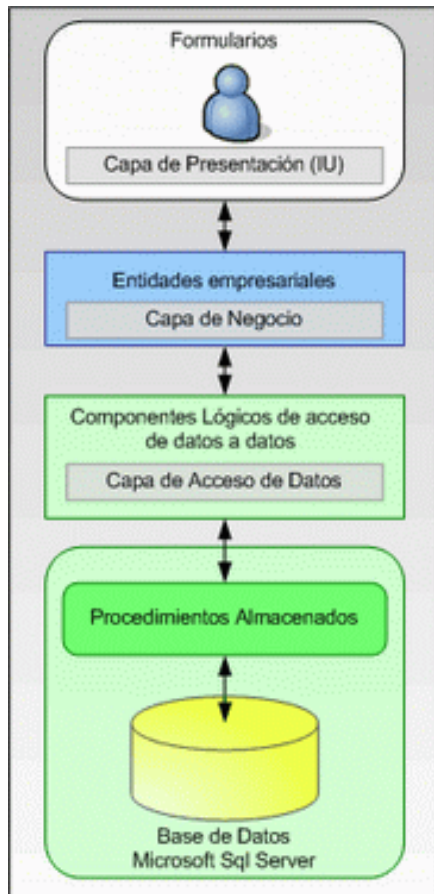 Formularios
Capa de Presentación (IU)
Entidades empresariales
Capa de Negocio
Componentes Lógicos de acceso
de datos a datos
Capa de Acceso de Datos
Procedimientos Almacenados
Base de Datos
Microsoft Sql Server